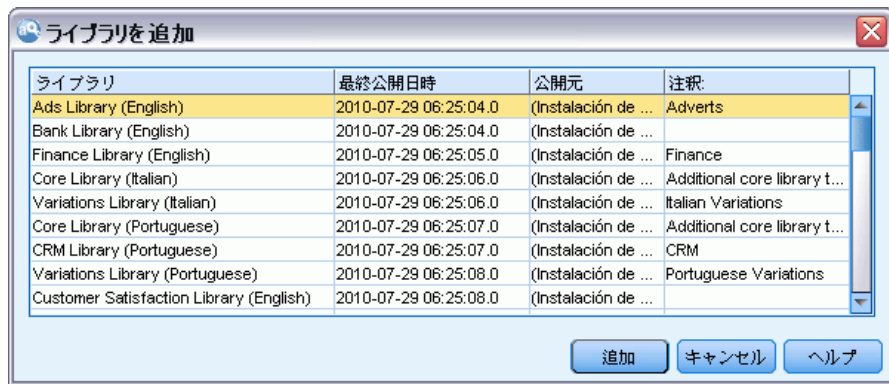 ライブラリを追加
ライブラリ 最終公開日時 公開元 注釈:
Ads Library (English) 2010-07-29 06:25:04.0 (Instalación de ... Adverts
Bank Library (English) 2010-07-29 06:25:04.0 (Instalación de ...
Finance Library (English) 2010-07-29 06:25:05.0 (Instalación de ... Finance
Core Library (Italian) 2010-07-29 06:25:06.0 (Instalación de ... Additional core library t...
Variations Library (Italian) 2010-07-29 06:25:06.0 (Instalación de ... Italian Variations
Core Library (Portuguese) 2010-07-29 06:25:07.0 (Instalación de ... Additional core library t...
CRM Library (Portuguese) 2010-07-29 06:25:07.0 (Instalación de ... CRM
Variations Library (Portuguese) 2010-07-29 06:25:08.0 (Instalación de ... Portuguese Variations
Customer Satisfaction Library (English) 2010-07-29 06:25:08.0 (Instalación de ...
追加 キャンセル ヘルプ